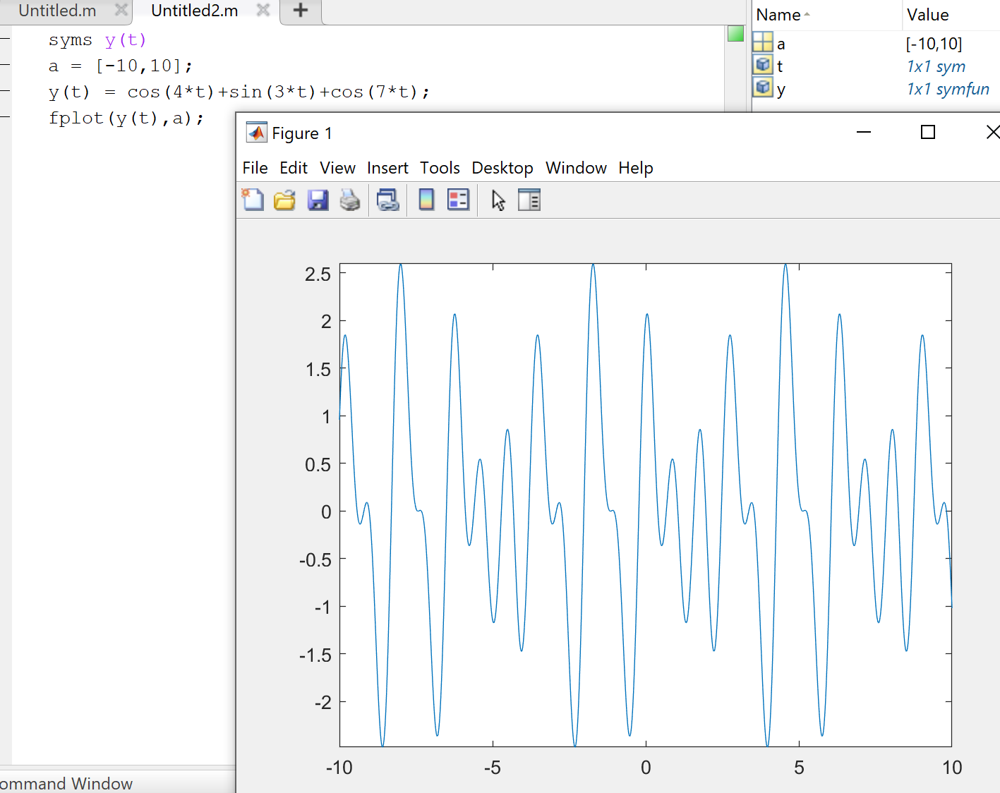 Untitled.m
Untitled2.m
Name
Value
syms y(t)
a = [-10,10];
y(t) = cos(4*t)+sin(3*t)+cos(7*t);
fplot(y(t),a);
a [-10,10]
t 1x1 sym
y 1x1 symfun
Figure 1
File Edit View Insert Tools Desktop Window Help
2.5
2
1.5
1
0.5
0
-0.5
-1
-1.5
-2
-10 -5 0 5 10
ommand Window